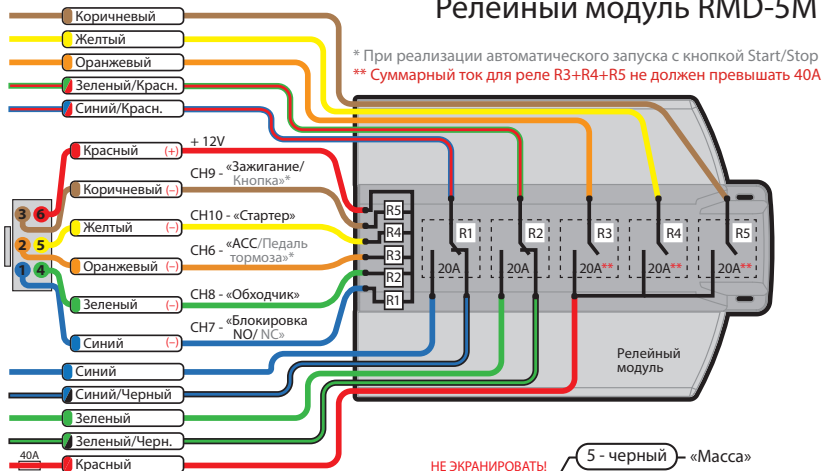 Релейный модуль RMD-5M
* При реализации автоматического запуска с кнопкой Start/Stop
** Суммарный ток для реле R3+R4+R5 не должен превышать 40А
Коричневый
Желтый
Оранжевый
Зеленый/Красн.
Синий/Красн.
Красный (+)
+ 12V
Коричневый (–)
CH9 - «Зажигание/
Кнопка»*
Желтый (–)
CH10 - «Стартер»
Оранжевый (–)
CH6 - «ACC/Педаль
тормоза»*
Зеленый (–)
CH8 - «Обходчик»
Синий (–)
CH7 - «Блокировка
NO/ NC»
3 6
2 5
1 4
R5
R4
R3
R2
R1
R1
R2
R3
R4
R5
20A
20A
20A**
20A**
20A**
Релейный
модуль
Синий
Синий/Черный
Зеленый
Зеленый/Черн.
40A
Красный
НЕ ЭКРАНИРОВАТЬ!
5 - черный
«Масса»